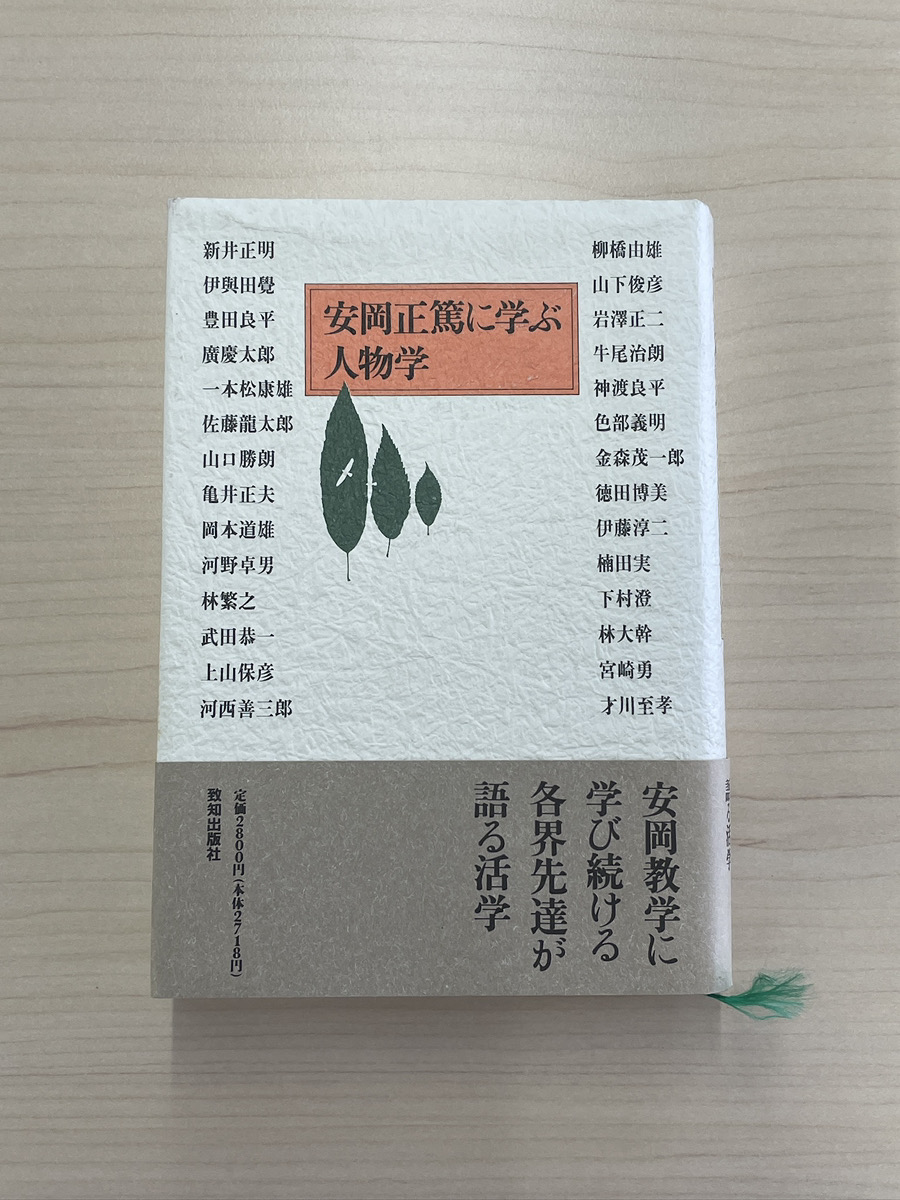 安岡正篤に学ぶ
人物学
新井正明
伊與田覺
豊田良平
廣慶太郎
一本松康雄
佐藤龍太郎
山口勝朗
亀井正夫
岡本道雄
河野卓男
林繁之
武田恭一
上山保彦
河西善三郎
柳橋由雄
山下俊彦
岩澤正二
牛尾治朗
神渡良平
色部義明
金森茂一郎
徳田博美
伊藤淳二
楠田実
下村澄
林大幹
宮崎勇
才川至孝
安岡教学に
学び続ける
各界先達が
語る活学
定価2800円(本体2718円)
致知出版社